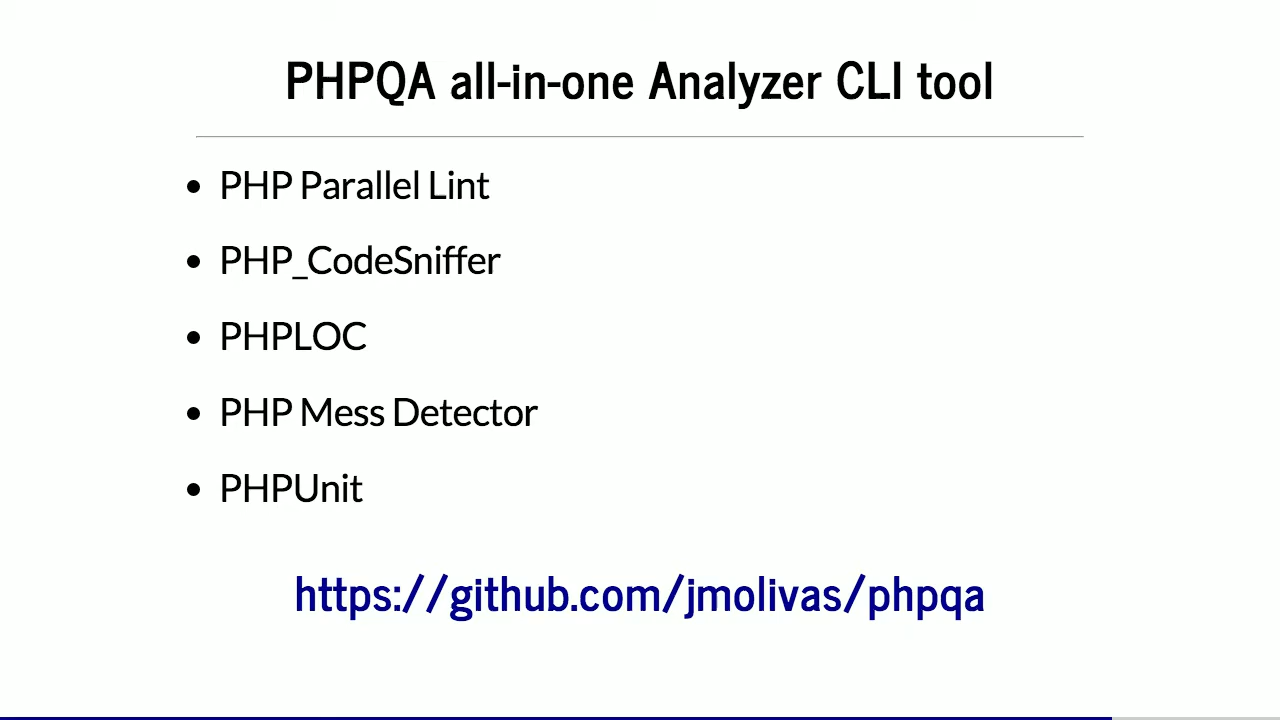 PHPQA all-in-one Analyzer CLI tool
• PHP Parallel Lint
• PHP_CodeSniffer
• PHPLOC
• PHP Mess Detector
• PHPUnit
https://github.com/jmolivas/phpqa